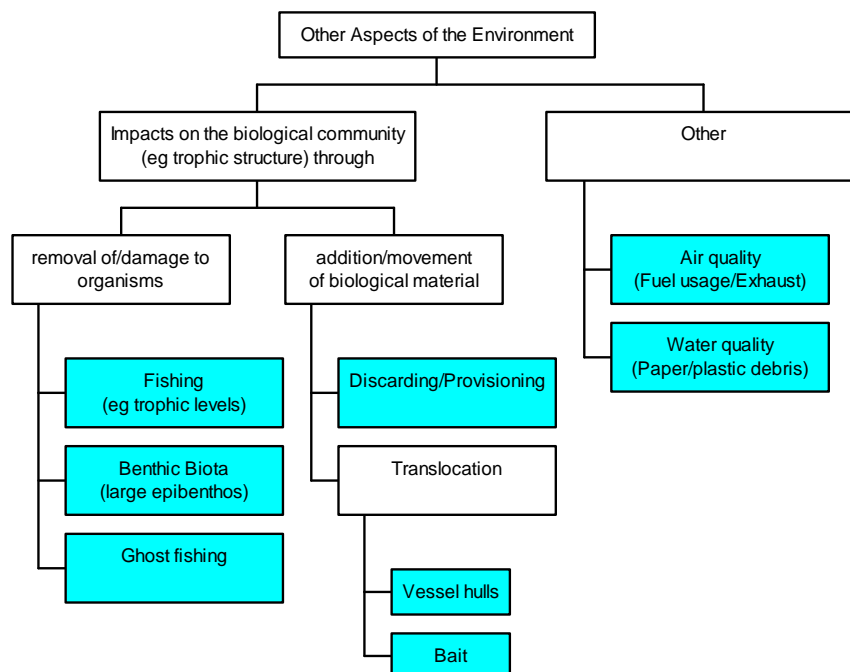 Other Aspects of the Environment
Impacts on the biological community
(eg trophic structure) through
Other
removal of/damage to
organisms
addition/movement
of biological material
Air quality
(Fuel usage/Exhaust)
Water quality
(Paper/plastic debris)
Fishing
(eg trophic levels)
Benthic Biota
(large epibenthos)
Ghost fishing
Discarding/Provisioning
Translocation
Vessel hulls
Bait